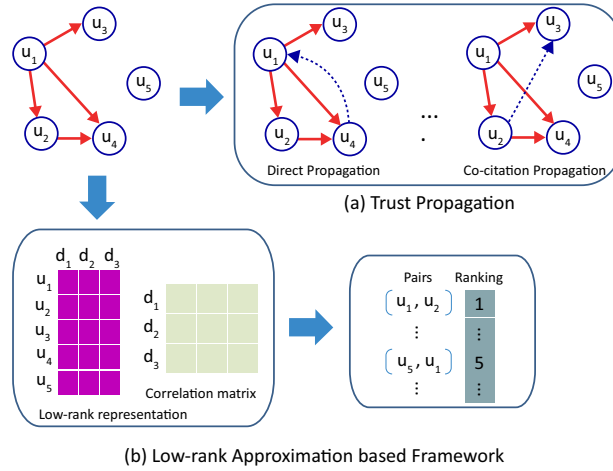 u3
u1
u5
u2
u4
u3
u1
u5
u2
u4
Direct Propagation
...
.
u3
u1
u5
u2
u4
Co-citation Propagation
(a) Trust Propagation
d1 d2 d3
u1
u2
u3
u4
u5
Low-rank representation
d1
d2
d3
Correlation matrix
Pairs Ranking
(u1, u2) 1
⋮ ⋮
(u5, u1) 5
⋮ ⋮
(b) Low-rank Approximation based Framework